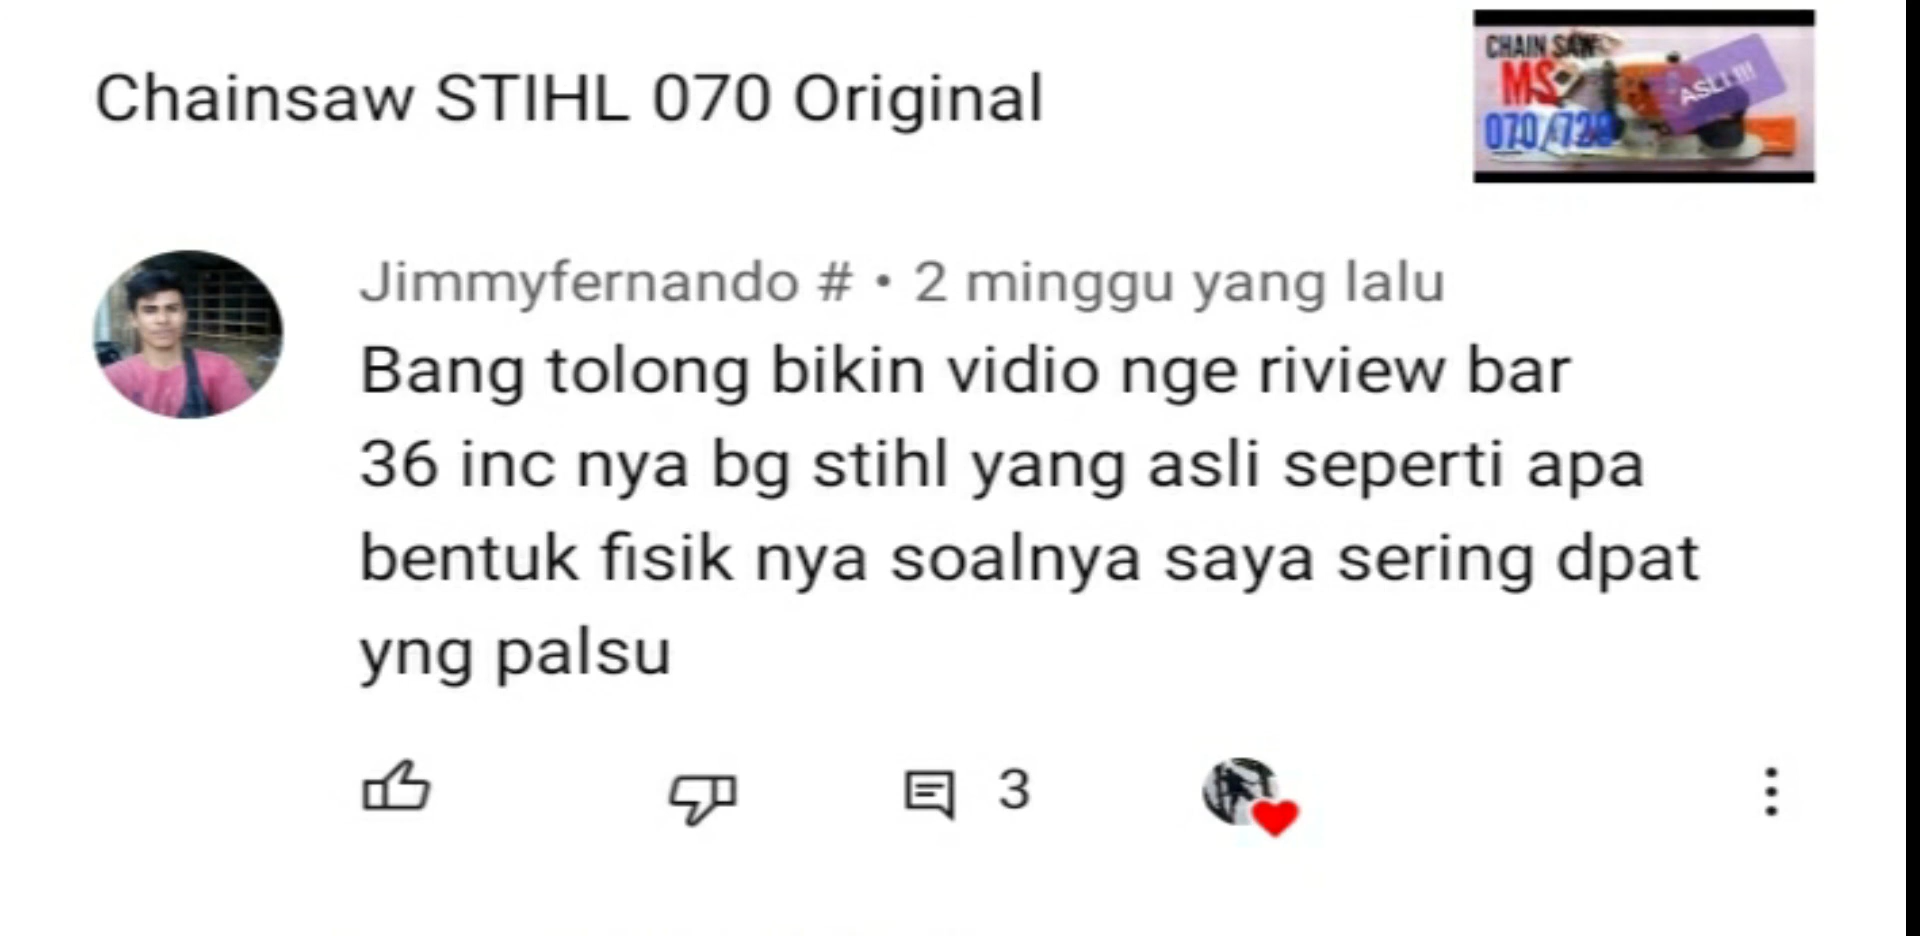 Chainsaw STIHL 070 Original
CHAIN SAW
MS
ASLI !!!
070/720
Jimmyfernando # • 2 minggu yang lalu
Bang tolong bikin vidio nge riview bar
36 inc nya bg stihl yang asli seperti apa
bentuk fisik nya soalnya saya sering dpat
yng palsu
3